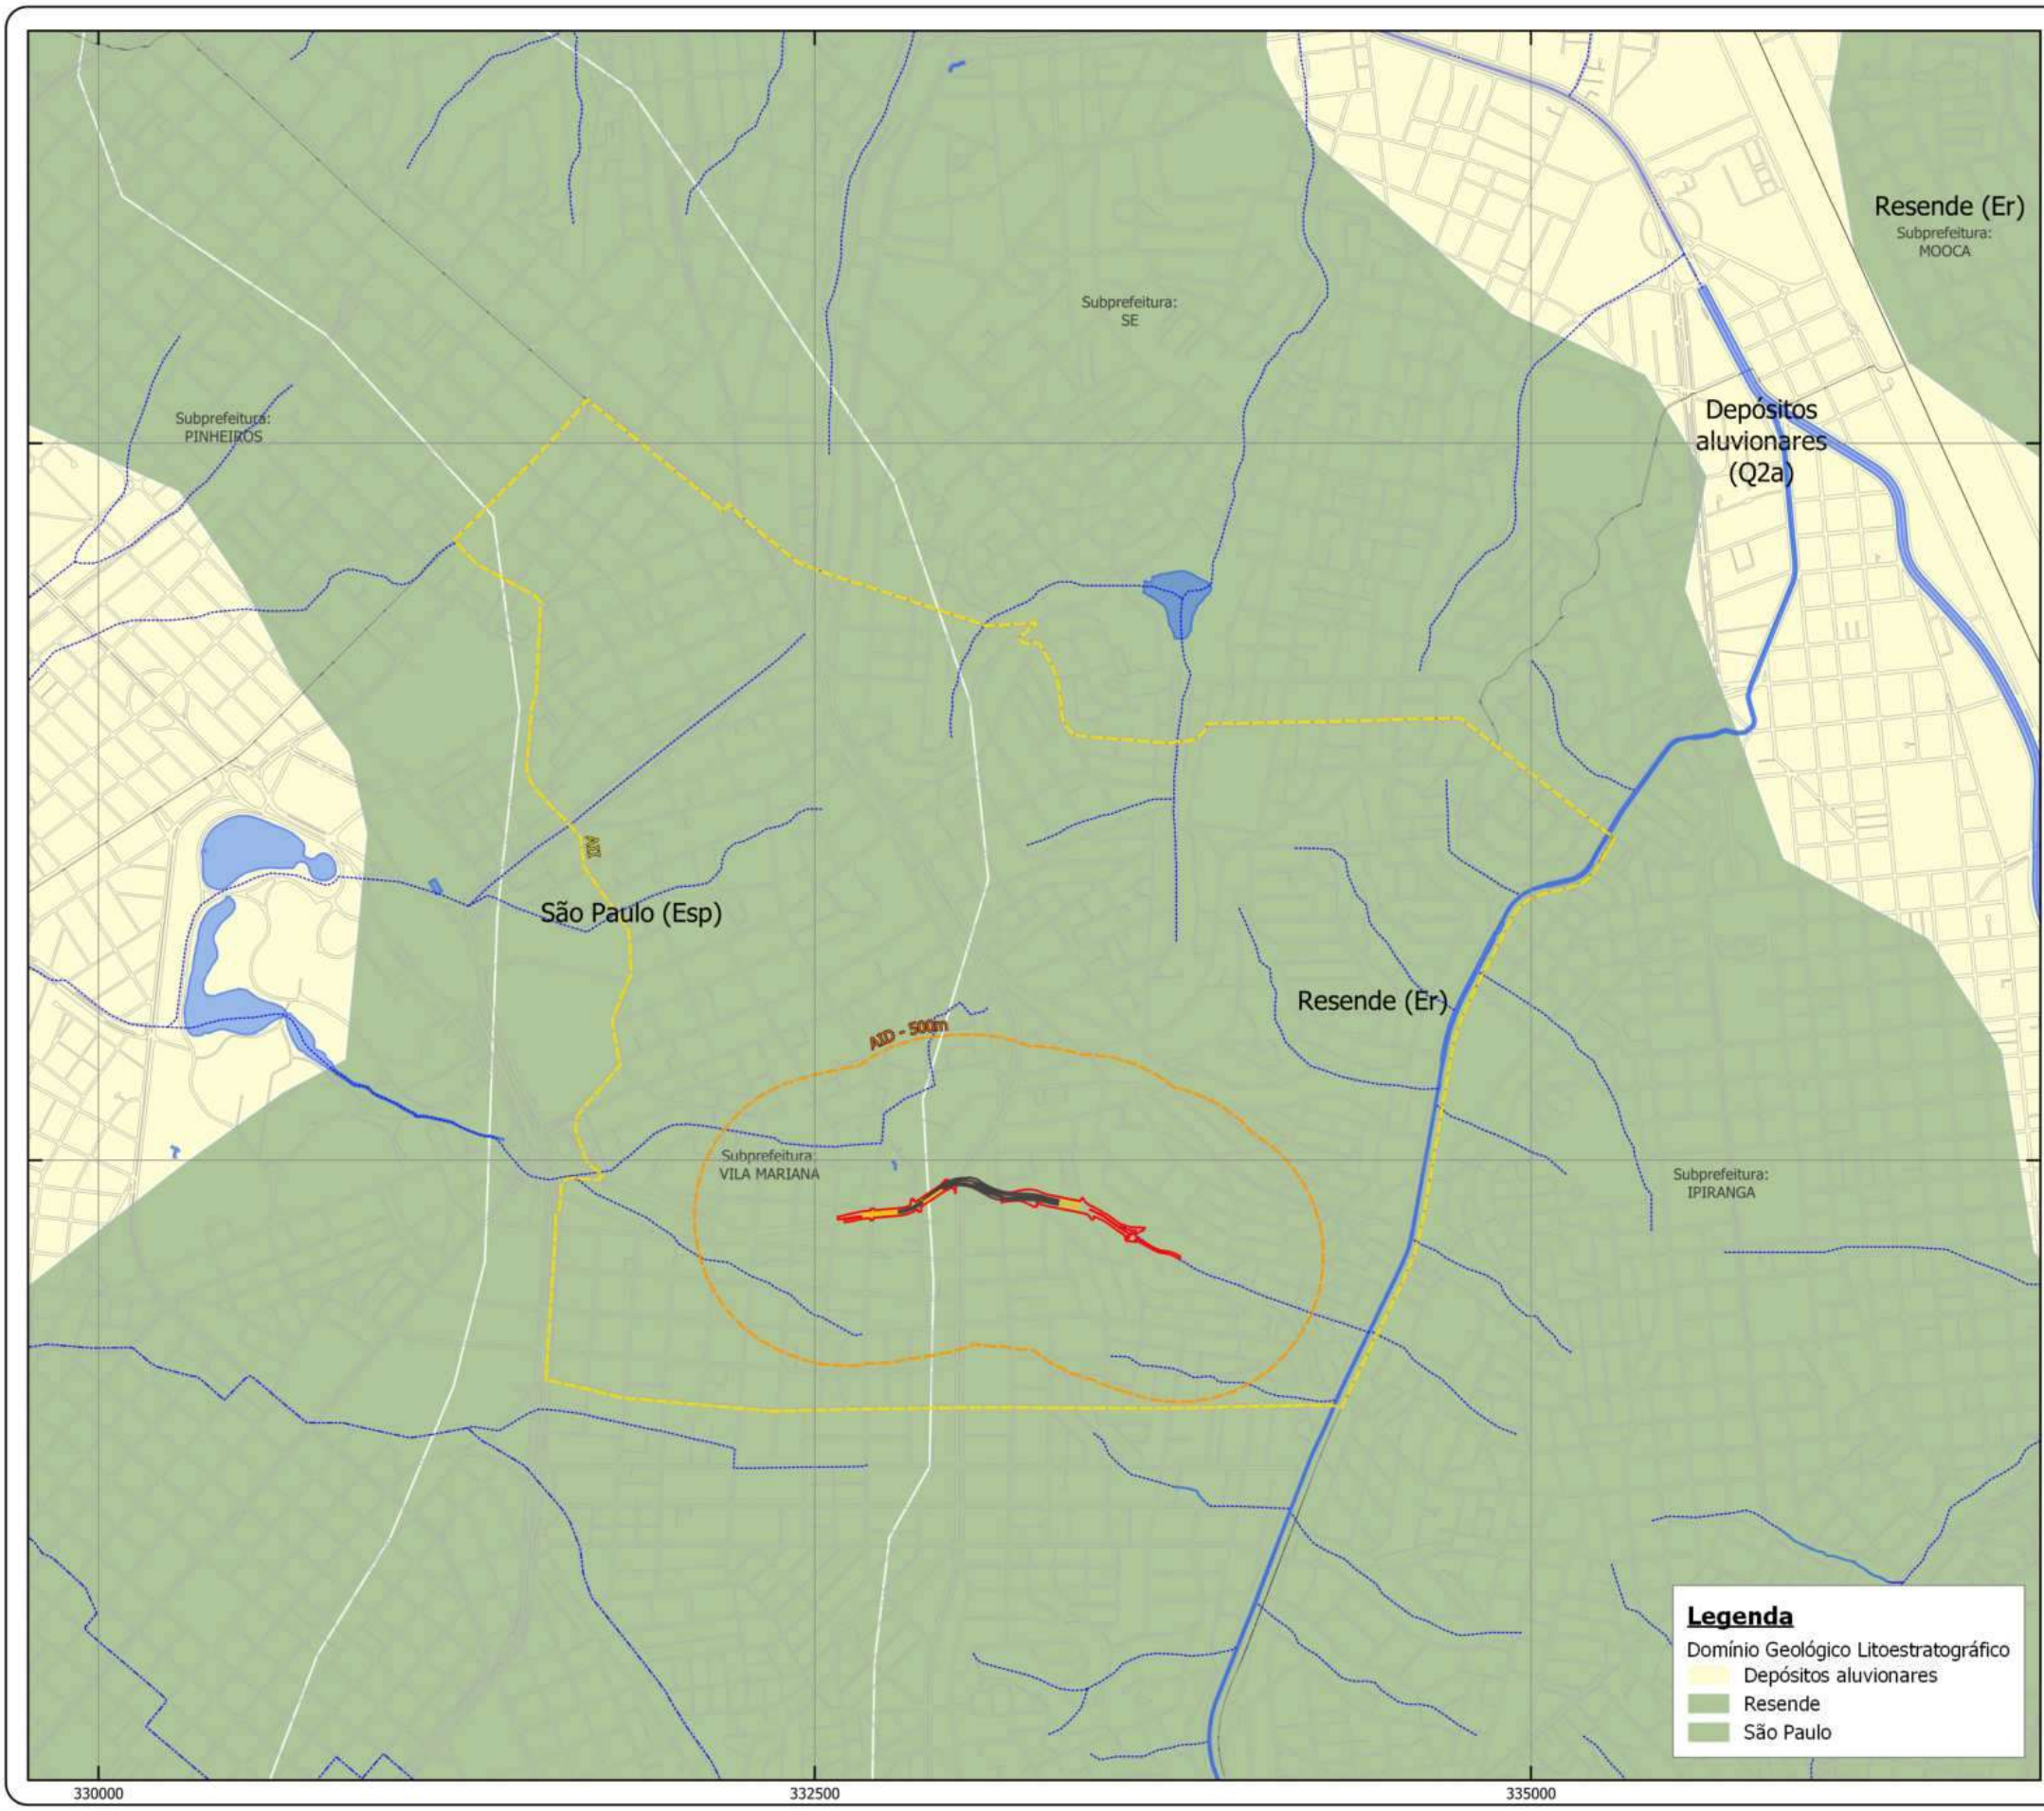 Resende (Er)
Subprefeitura:
MOOCA
Subprefeitura:
SE
Subprefeitura:
PINHEIROS
Depósitos
aluvionares
(Q2a)
AII
São Paulo (Esp)
Resende (Er)
AID - 500m
Subprefeitura:
VILA MARIANA
Subprefeitura:
IPIRANGA
Legenda
Domínio Geológico Litoestratográfico
Depósitos aluvionares
Resende
São Paulo
330000
332500
335000